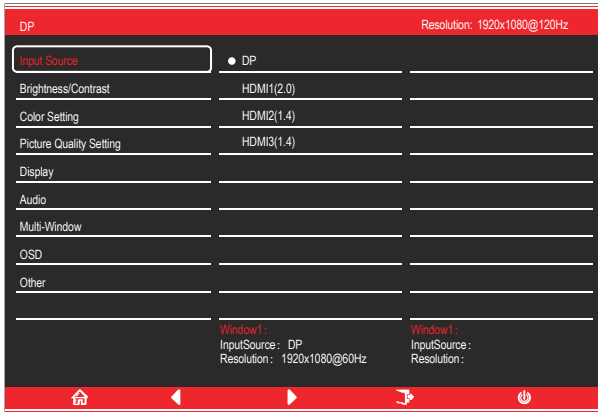 DP Resolution: 1920x1080@120Hz
Input Source DP
Brightness/Contrast HDMI1(2.0)
Color Setting HDMI2(1.4)
Picture Quality Setting HDMI3(1.4)
Display
Audio
Multi-Window
OSD
Other
Window1: Window1:
InputSource: DP InputSource:
Resolution: 1920x1080@60Hz Resolution: